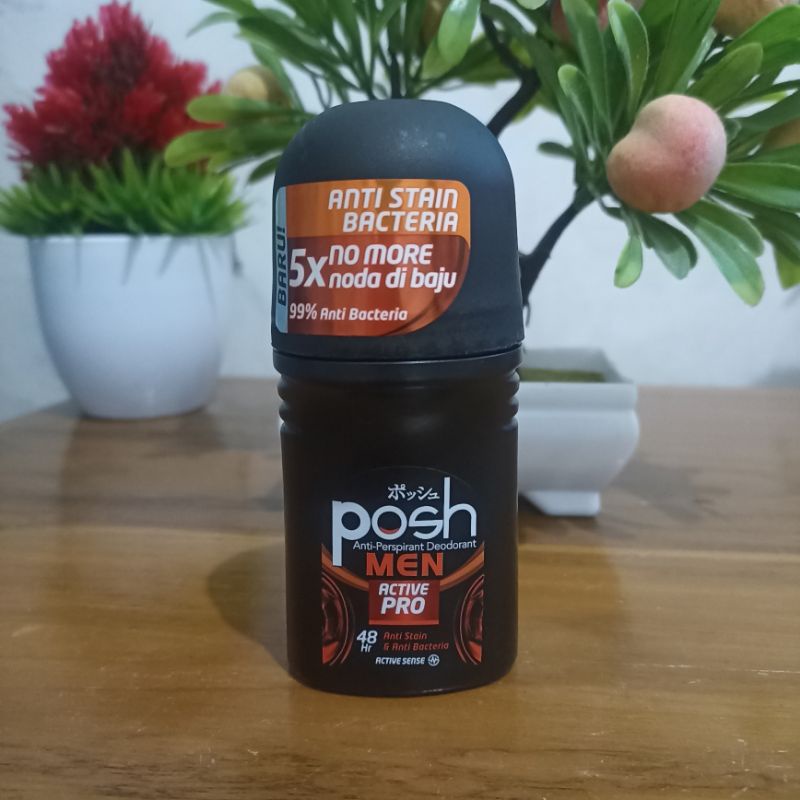 ANTI STAIN
BACTERIA
BARU!
5x NO MORE
noda di baju
99% Anti Bacteria
ポッシュ
posh
Anti-Perspirant Deodorant
MEN
ACTIVE
PRO
48 Hr
Anti Stain
& Anti Bacteria
ACTIVE SENSE